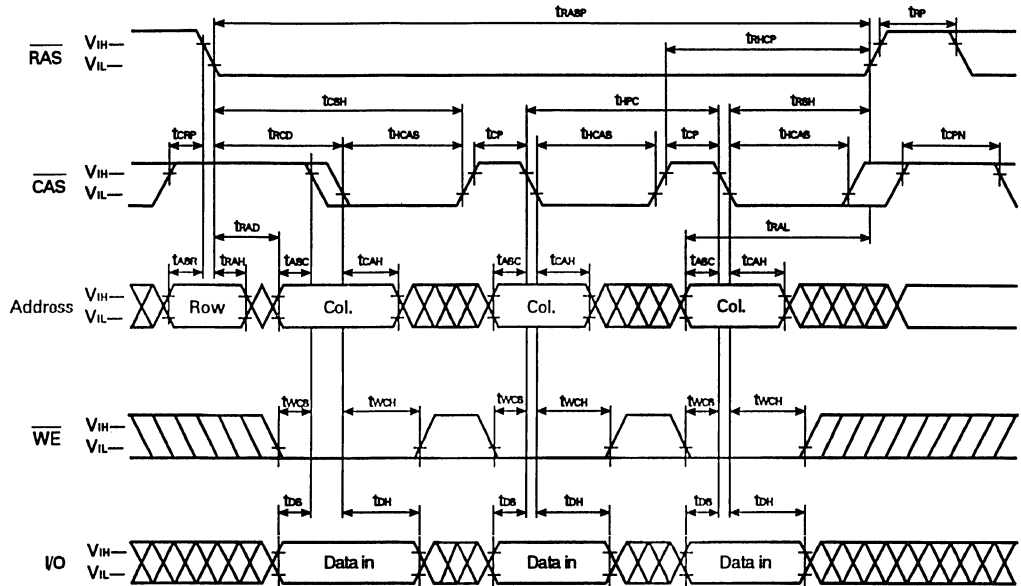 tRASP tRP
tRHCP
RAS VIH VIL
tCSH tHPC tRSH
tCRP tRCD tHCAS tCP tHCAS tCP tHCAS tCPN
CAS VIH VIL
tRAD tRAL
tASR tRAH tASC tCAH tASC tCAH tASC tCAH
Address VIH VIL Row Col. Col. Col.
tWCS tWCH tWCS tWCH tWCS tWCH
WE VIH VIL
tDS tDH tDS tDH tDS tDH
I/O VIH VIL Data in Data in Data in